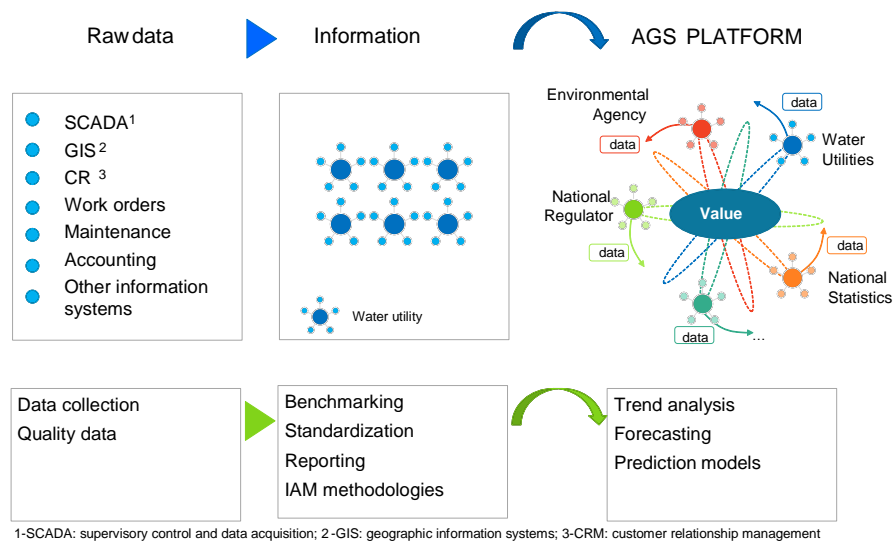 Raw data
Information
AGS PLATFORM
SCADA1
GIS 2
CR 3
Work orders
Maintenance
Accounting
Other information
systems
Water utility
Environmental
Agency
data
data
Water
Utilities
National
Regulator
Value
data
data
National
Statistics
data
...
Data collection
Quality data
Benchmarking
Standardization
Reporting
IAM methodologies
Trend analysis
Forecasting
Prediction models
1-SCADA: supervisory control and data acquisition; 2-GIS: geographic information systems; 3-CRM: customer relationship management